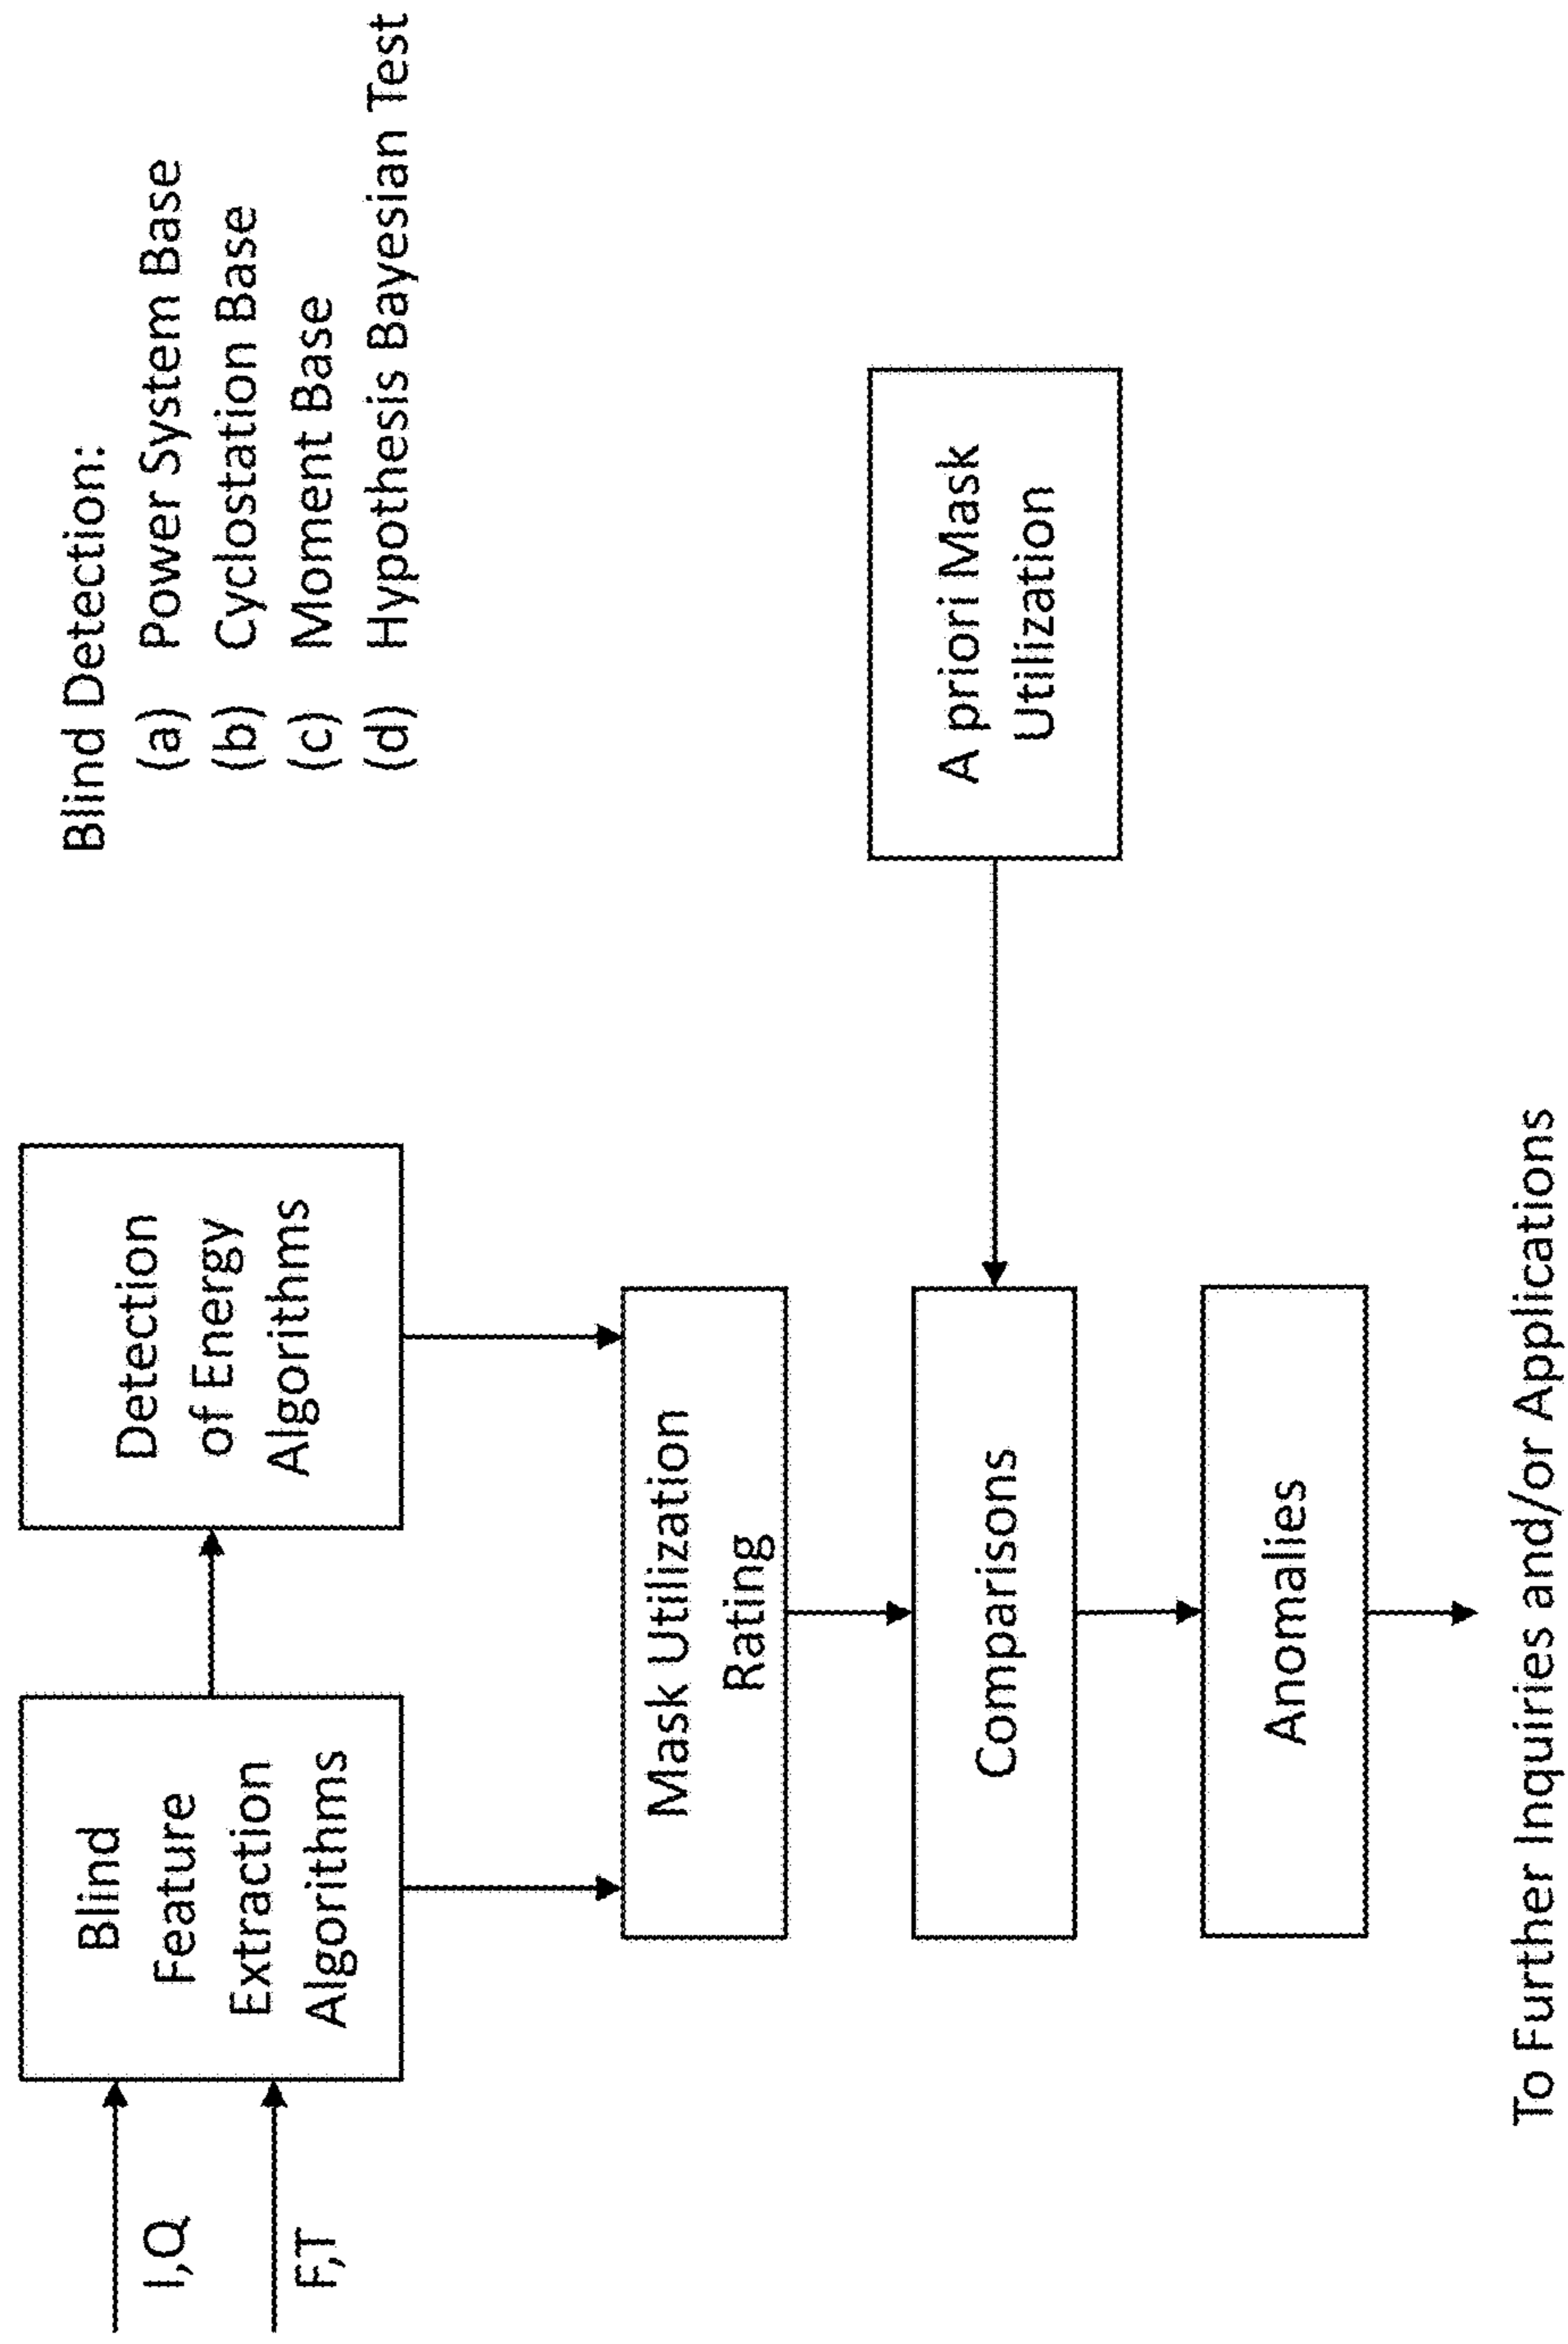 Blind Detection:
(a) Power System Base
(b) Cyclostation Base
(c) Moment Base
(d) Hypothesis Bayesian Test
I,Q
F,T
Blind
Feature
Extraction
Algorithms
Detection
of Energy
Algorithms
Mask Utilization
Rating
Comparisons
A priori Mask
Utilization
Anomalies
To Further Inquiries and/or Applications